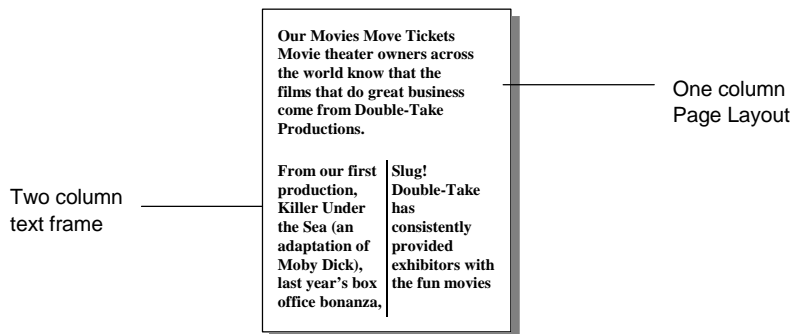 Our Movies Move Tickets
Movie theater owners across
the world know that the
films that do great business
come from Double-Take
Productions.
One column
Page Layout
Two column
text frame
From our first
production,
Killer Under
the Sea (an
adaptation of
Moby Dick),
last year's box
office bonanza,
Slug!
Double-Take
has
consistently
provided
exhibitors with
the fun movies